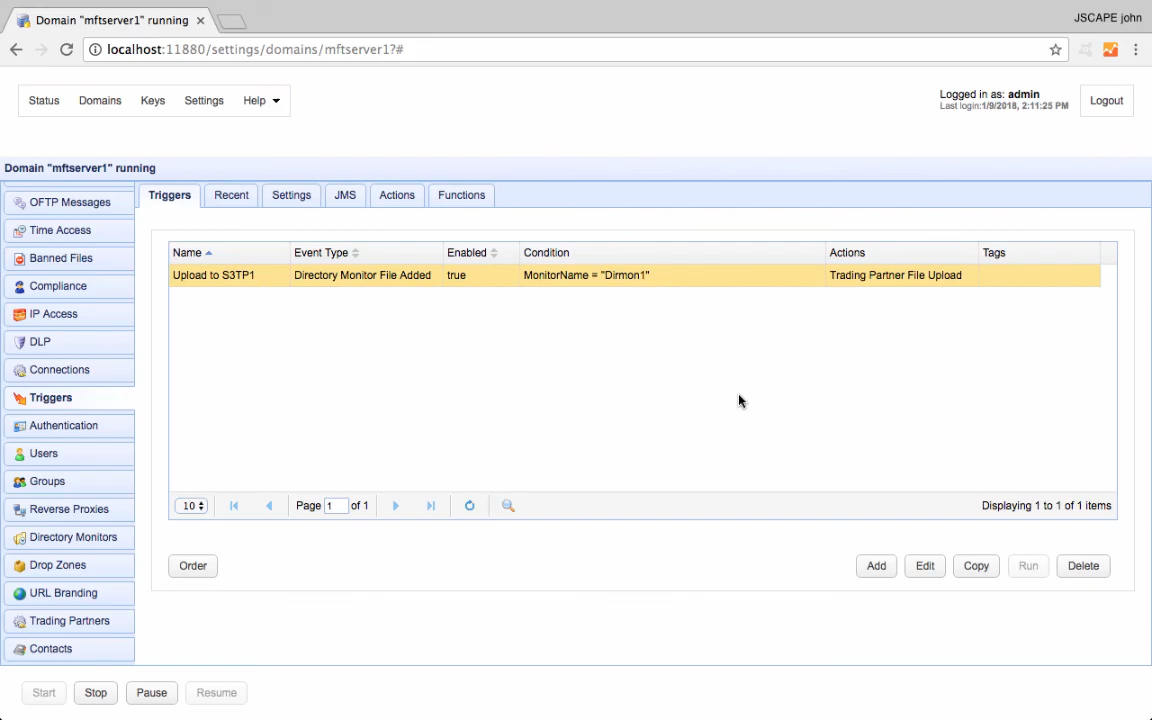 Domain "mftserver1" running
JSCAPE john
localhost:11880/settings/domains/mftserver1?#
Status Domains Keys Settings Help
Logged in as: admin
Last login:1/9/2018, 2:11:25 PM
Logout
Domain "mftserver1" running
OFTP Messages
Time Access
Banned Files
Compliance
IP Access
DLP
Connections
Triggers
Authentication
Users
Groups
Reverse Proxies
Directory Monitors
Drop Zones
URL Branding
Trading Partners
Contacts
Triggers Recent Settings JMS Actions Functions
Name Event Type Enabled Condition Actions Tags
Upload to S3TP1 Directory Monitor File Added true MonitorName = "Dirmon1" Trading Partner File Upload
10 Page 1 of 1 Displaying 1 to 1 of 1 items
Order Add Edit Copy Run Delete
Start Stop Pause Resume